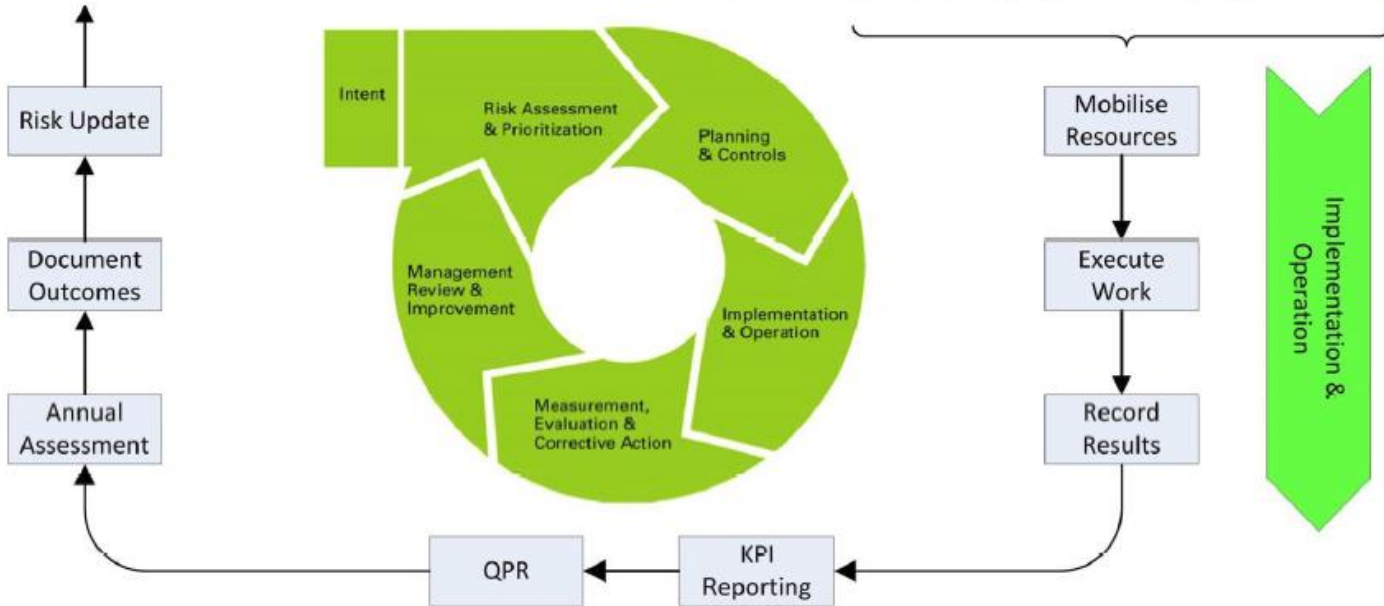 Intent
Risk Assessment
& Prioritization
Planning
& Controls
Implementation
& Operation
Measurement,
Evaluation &
Corrective Action
Management
Review &
Improvement
Mobilise
Resources
Execute
Work
Record
Results
KPI
Reporting
QPR
Annual
Assessment
Document
Outcomes
Risk Update
Implementation &
Operation